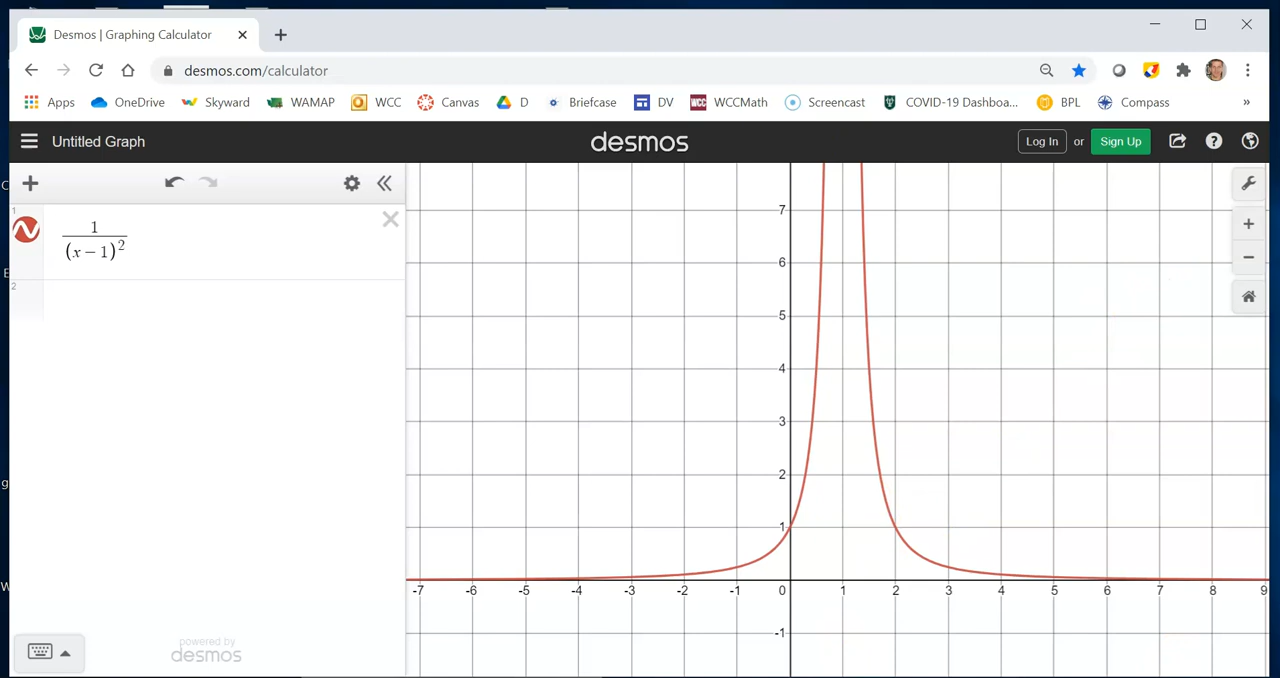 Desmos | Graphing Calculator
desmos.com/calculator
Apps OneDrive Skyward WAMAP WCC Canvas D Briefcase DV WCC WCCMath Screencast COVID-19 Dashboa... BPL Compass »
Untitled Graph desmos Log In or Sign Up
1
1
(x − 1)²
2
7
6
5
4
3
2
1
-7 -6 -5 -4 -3 -2 -1 0 1 2 3 4 5 6 7 8 9
-1
powered by
desmos